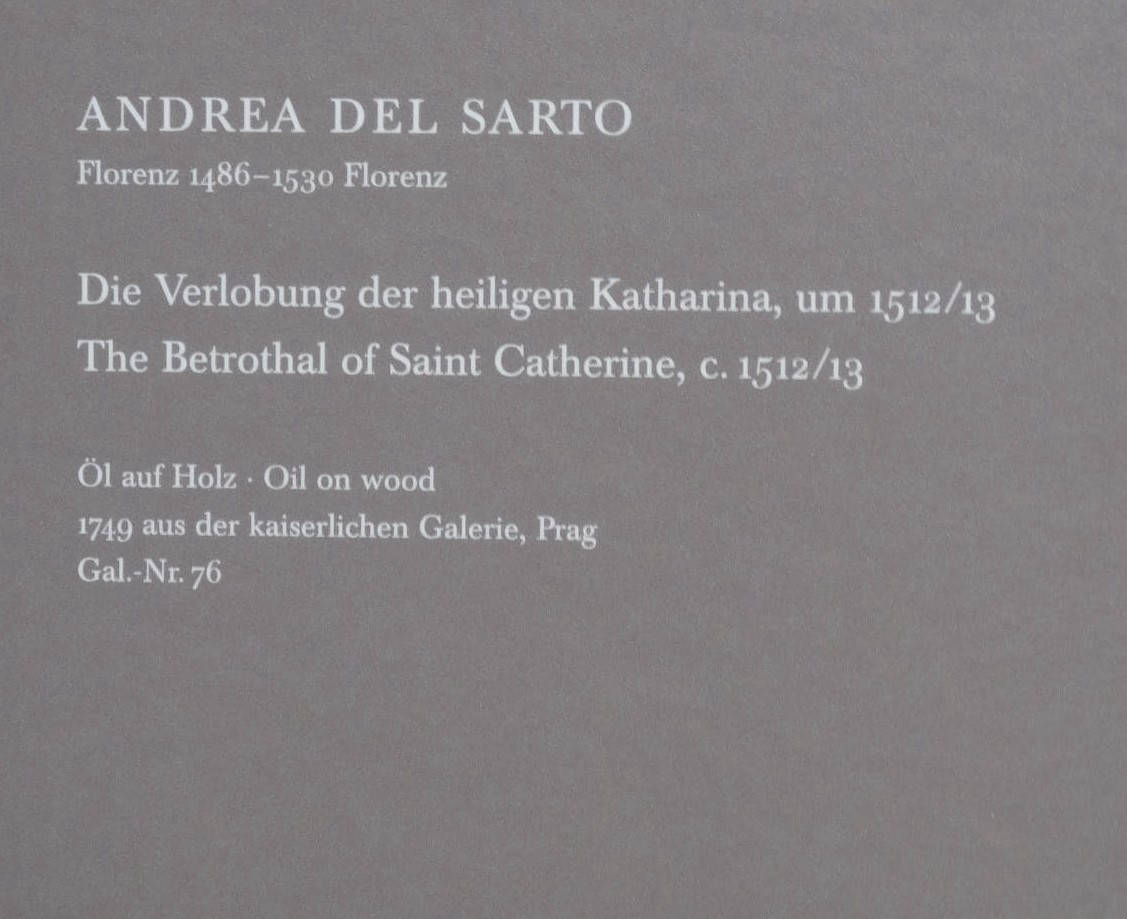 ANDREA DEL SARTO
Florenz 1486–1530 Florenz
Die Verlobung der heiligen Katharina, um 1512/13
The Betrothal of Saint Catherine, c. 1512/13
Öl auf Holz · Oil on wood
1749 aus der kaiserlichen Galerie, Prag
Gal.-Nr. 76